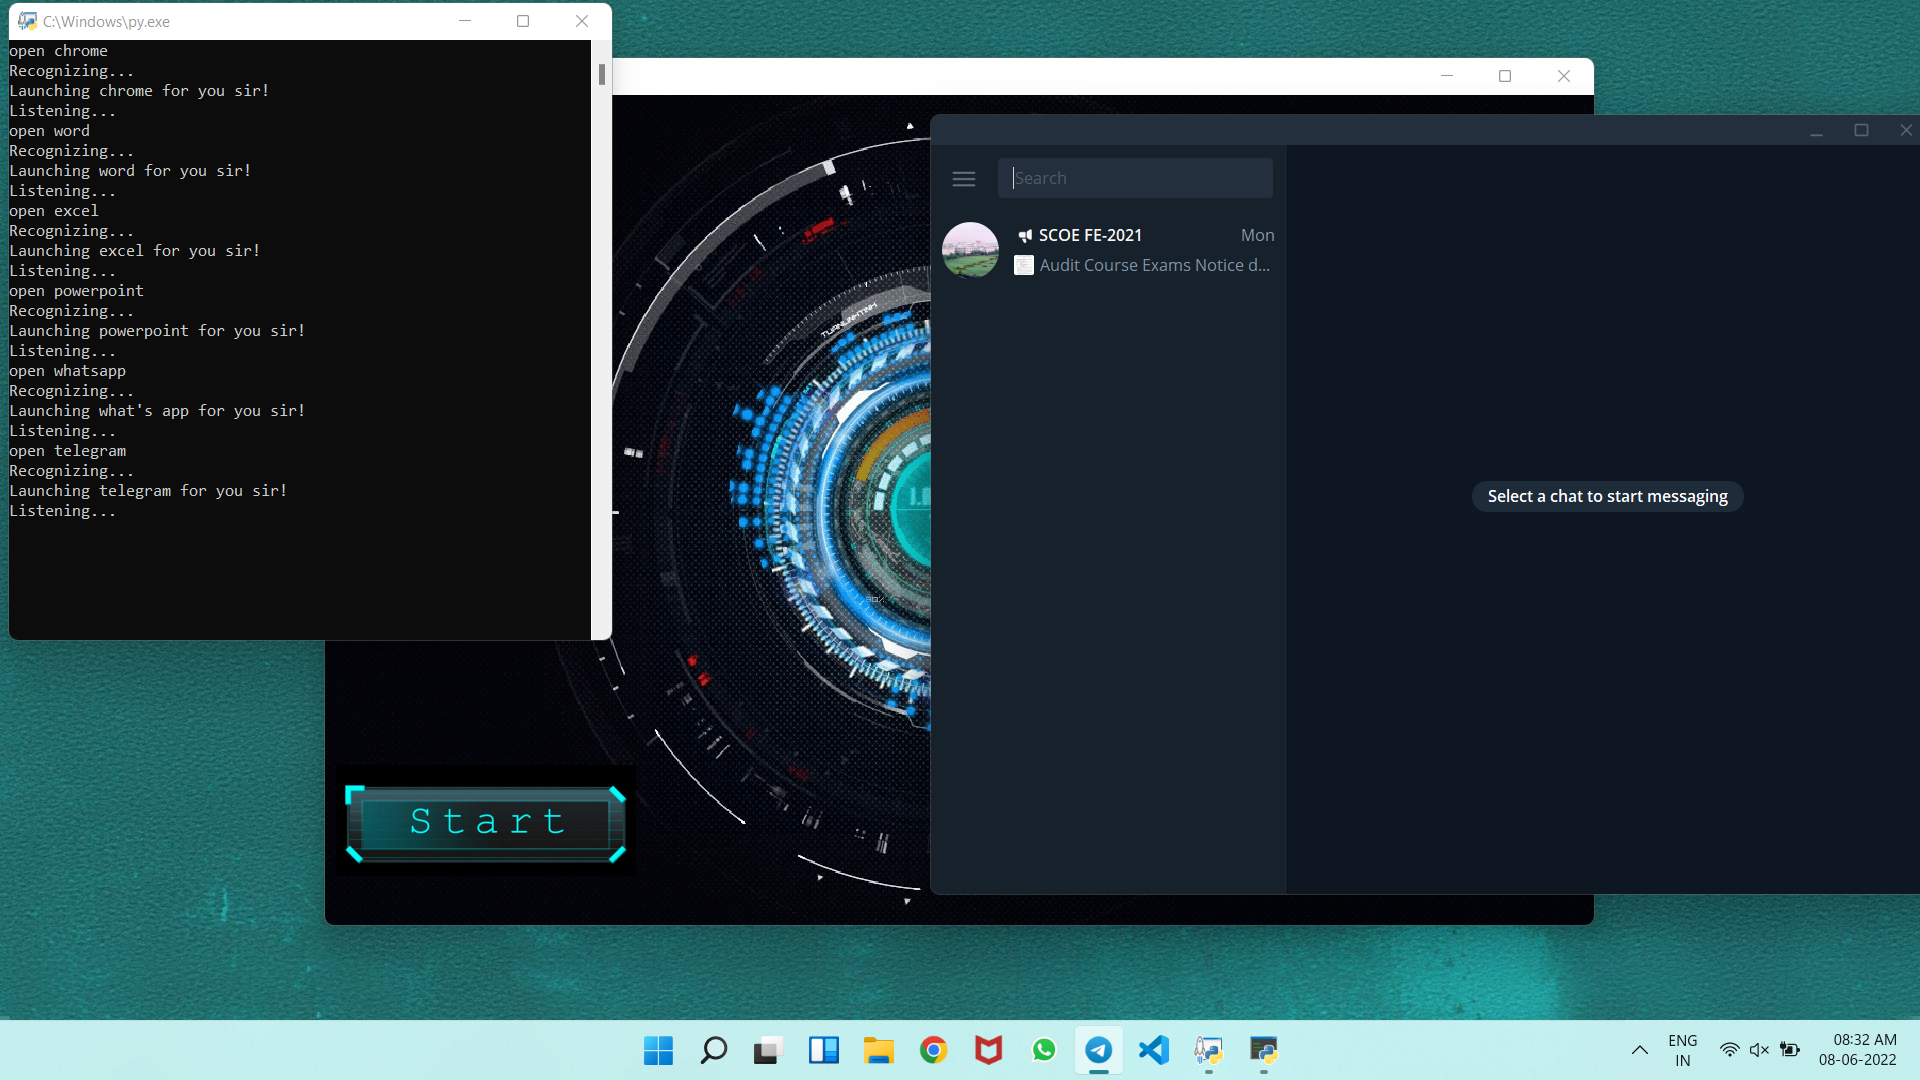 C:\Windows\py.exe
open chrome
Recognizing...
Launching chrome for you sir!
Listening...
open word
Recognizing...
Launching word for you sir!
Listening...
open excel
Recognizing...
Launching excel for you sir!
Listening...
open powerpoint
Recognizing...
Launching powerpoint for you sir!
Listening...
open whatsapp
Recognizing...
Launching what's app for you sir!
Listening...
open telegram
Recognizing...
Launching telegram for you sir!
Listening...
Start
Search
SCOE FE-2021 Mon
Audit Course Exams Notice d...
Select a chat to start messaging
ENG
IN
08:32 AM
08-06-2022